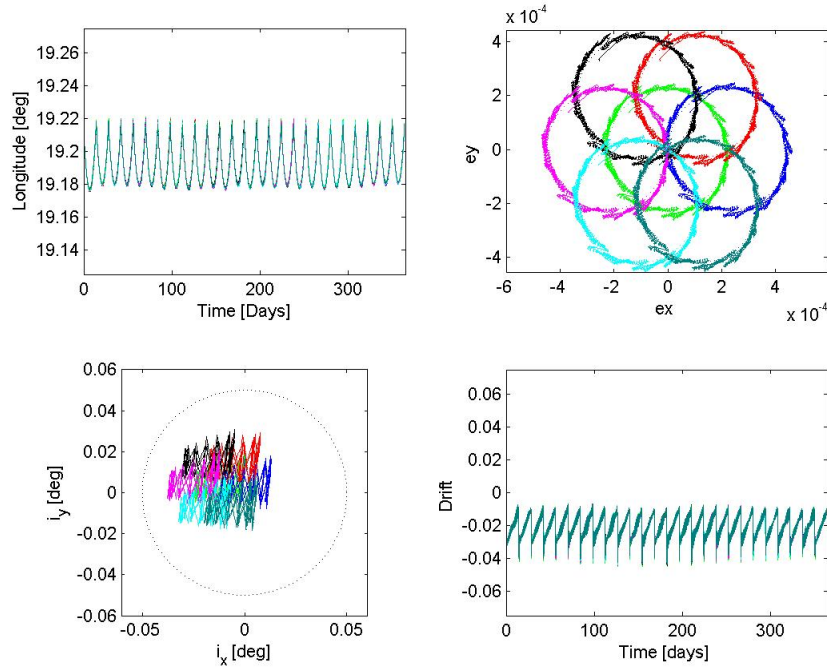 19.26
19.24
19.22
19.2
19.18
19.16
19.14
Longitude [deg]
0 100 200 300
Time [Days]
x 10^-4
4
2
0
-2
-4
ey
-6 -4 -2 0 2 4
ex
x 10^-4
0.06
0.04
0.02
0
-0.02
-0.04
-0.06
i_y [deg]
-0.05 0 0.05
i_x [deg]
0.06
0.04
0.02
0
-0.02
-0.04
-0.06
Drift
0 100 200 300
Time [days]